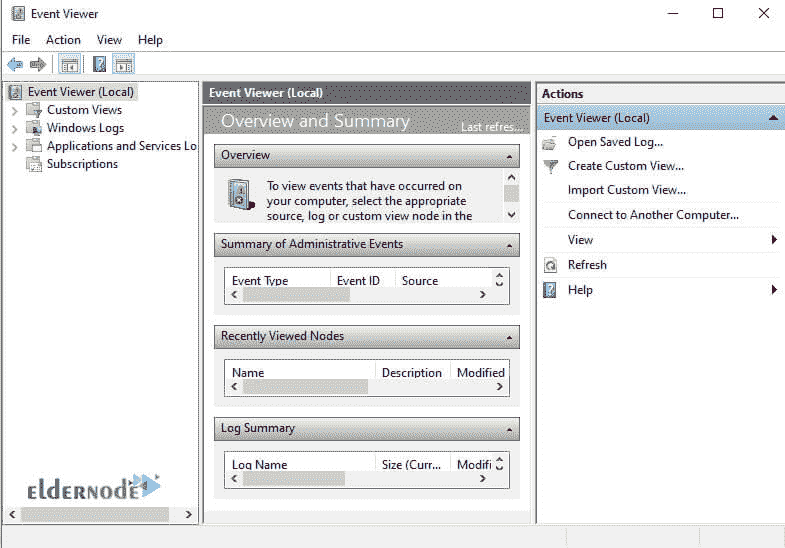 Event Viewer
File Action View Help
Event Viewer (Local)
Custom Views
Windows Logs
Applications and Services Lo
Subscriptions
eldernode
Event Viewer (Local)
Overview and Summary
Last refres...
Overview
To view events that have occurred on
your computer, select the appropriate
source, log or custom view node in the
Summary of Administrative Events
Event Type Event ID Source
Recently Viewed Nodes
Name Description Modified
Log Summary
Log Name Size (Curr... Modifi
Actions
Event Viewer (Local)
Open Saved Log...
Create Custom View...
Import Custom View...
Connect to Another Computer...
View
Refresh
Help